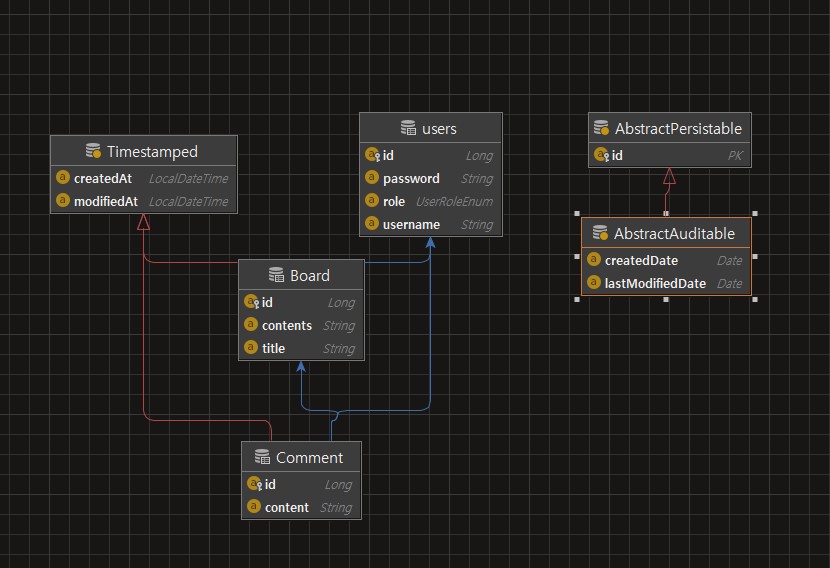 Timestamped
createdAt LocalDateTime
modifiedAt LocalDateTime
users
id Long
password String
role UserRoleEnum
username String
AbstractPersistable
id PK
AbstractAuditable
createdDate Date
lastModifiedDate Date
Board
id Long
contents String
title String
Comment
id Long
content String